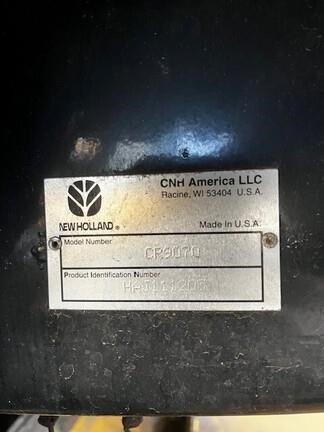 CNH America LLC
Racine, WI 53404 U.S.A.
NEW HOLLAND®
Made in U.S.A.
Model Number
CR9070
Product Identification Number